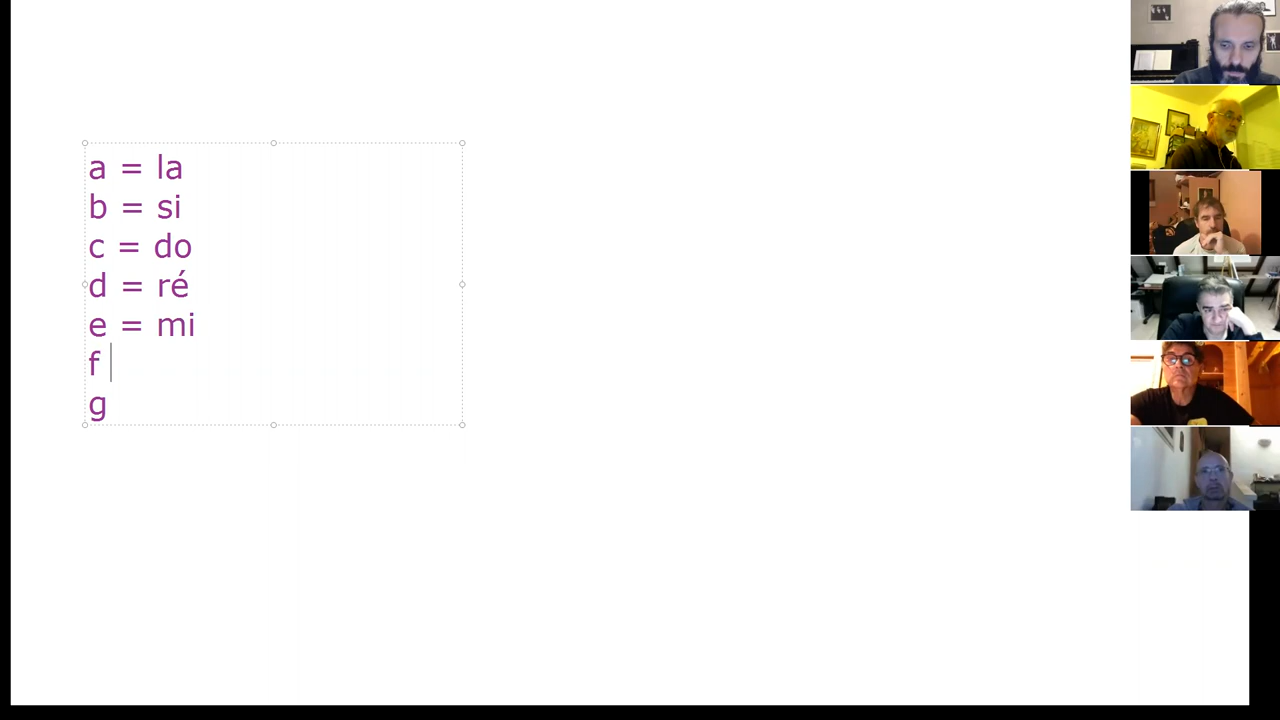 a = la
b = si
c = do
d = ré
e = mi
f
g